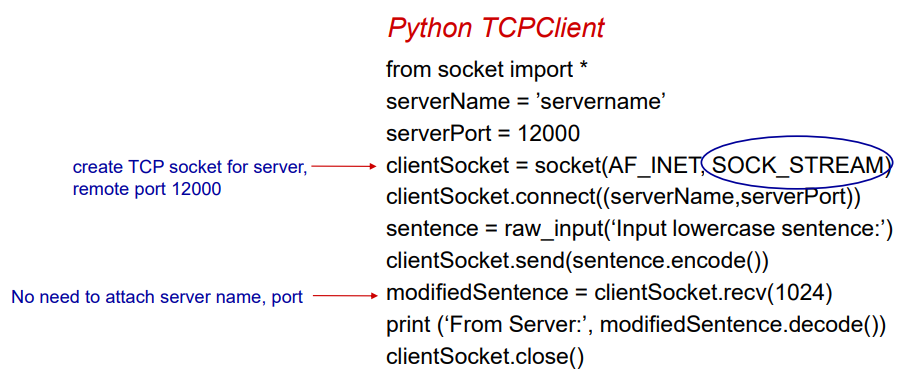 Python TCPClient
from socket import *
serverName = ’servername’
serverPort = 12000
create TCP socket for server,
remote port 12000
clientSocket = socket(AF_INET, SOCK_STREAM)
clientSocket.connect((serverName,serverPort))
sentence = raw_input(‘Input lowercase sentence:’)
clientSocket.send(sentence.encode())
No need to attach server name, port
modifiedSentence = clientSocket.recv(1024)
print (‘From Server:’, modifiedSentence.decode())
clientSocket.close()